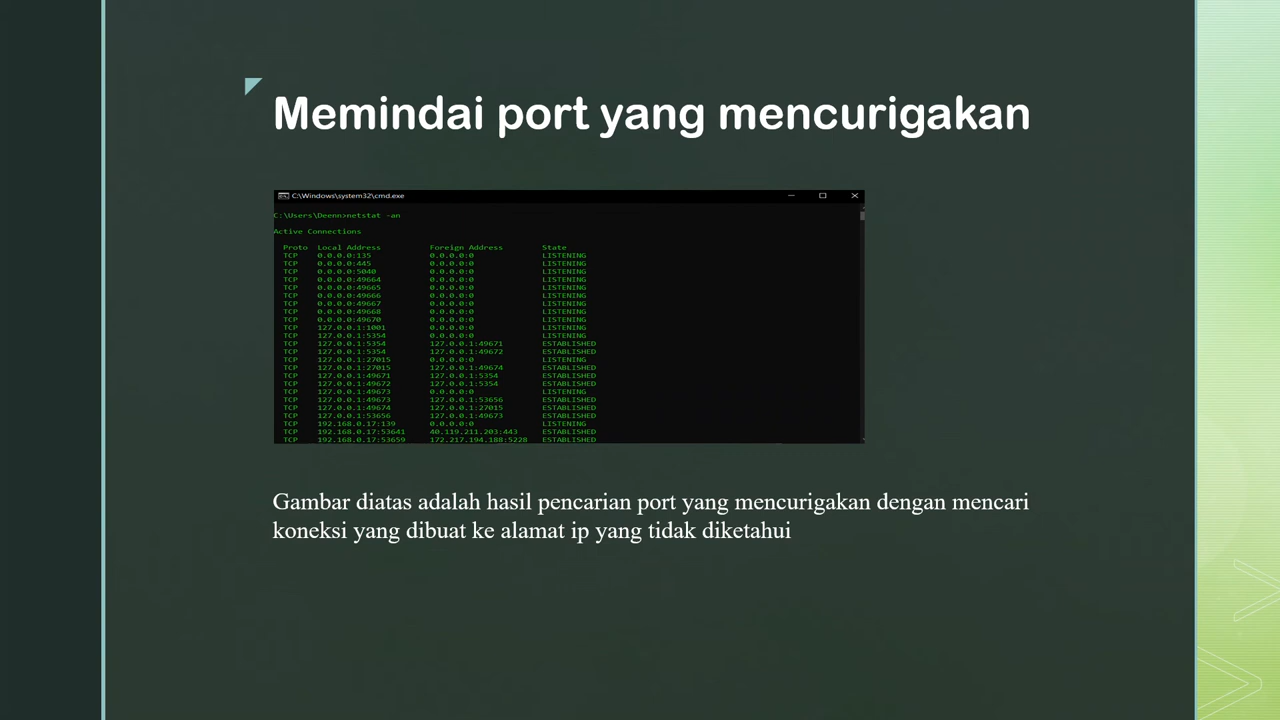 Memindai port yang mencurigakan
C:\Windows\system32\cmd.exe
C:\Users\Deenn>netstat -an
Active Connections
Proto Local Address Foreign Address State
TCP 0.0.0.0:135 0.0.0.0:0 LISTENING
TCP 0.0.0.0:445 0.0.0.0:0 LISTENING
TCP 0.0.0.0:5040 0.0.0.0:0 LISTENING
TCP 0.0.0.0:49664 0.0.0.0:0 LISTENING
TCP 0.0.0.0:49665 0.0.0.0:0 LISTENING
TCP 0.0.0.0:49666 0.0.0.0:0 LISTENING
TCP 0.0.0.0:49667 0.0.0.0:0 LISTENING
TCP 0.0.0.0:49668 0.0.0.0:0 LISTENING
TCP 0.0.0.0:49670 0.0.0.0:0 LISTENING
TCP 127.0.0.1:1001 0.0.0.0:0 LISTENING
TCP 127.0.0.1:5354 0.0.0.0:0 LISTENING
TCP 127.0.0.1:5354 127.0.0.1:49671 ESTABLISHED
TCP 127.0.0.1:5354 127.0.0.1:49672 ESTABLISHED
TCP 127.0.0.1:27015 0.0.0.0:0 LISTENING
TCP 127.0.0.1:27015 127.0.0.1:49674 ESTABLISHED
TCP 127.0.0.1:49671 127.0.0.1:5354 ESTABLISHED
TCP 127.0.0.1:49672 127.0.0.1:5354 ESTABLISHED
TCP 127.0.0.1:49673 0.0.0.0:0 LISTENING
TCP 127.0.0.1:49673 127.0.0.1:53656 ESTABLISHED
TCP 127.0.0.1:49674 127.0.0.1:27015 ESTABLISHED
TCP 127.0.0.1:53656 127.0.0.1:49673 ESTABLISHED
TCP 192.168.0.17:139 0.0.0.0:0 LISTENING
TCP 192.168.0.17:53641 40.119.211.203:443 ESTABLISHED
TCP 192.168.0.17:53659 172.217.194.188:5228 ESTABLISHED
Gambar diatas adalah hasil pencarian port yang mencurigakan dengan mencari
koneksi yang dibuat ke alamat ip yang tidak diketahui